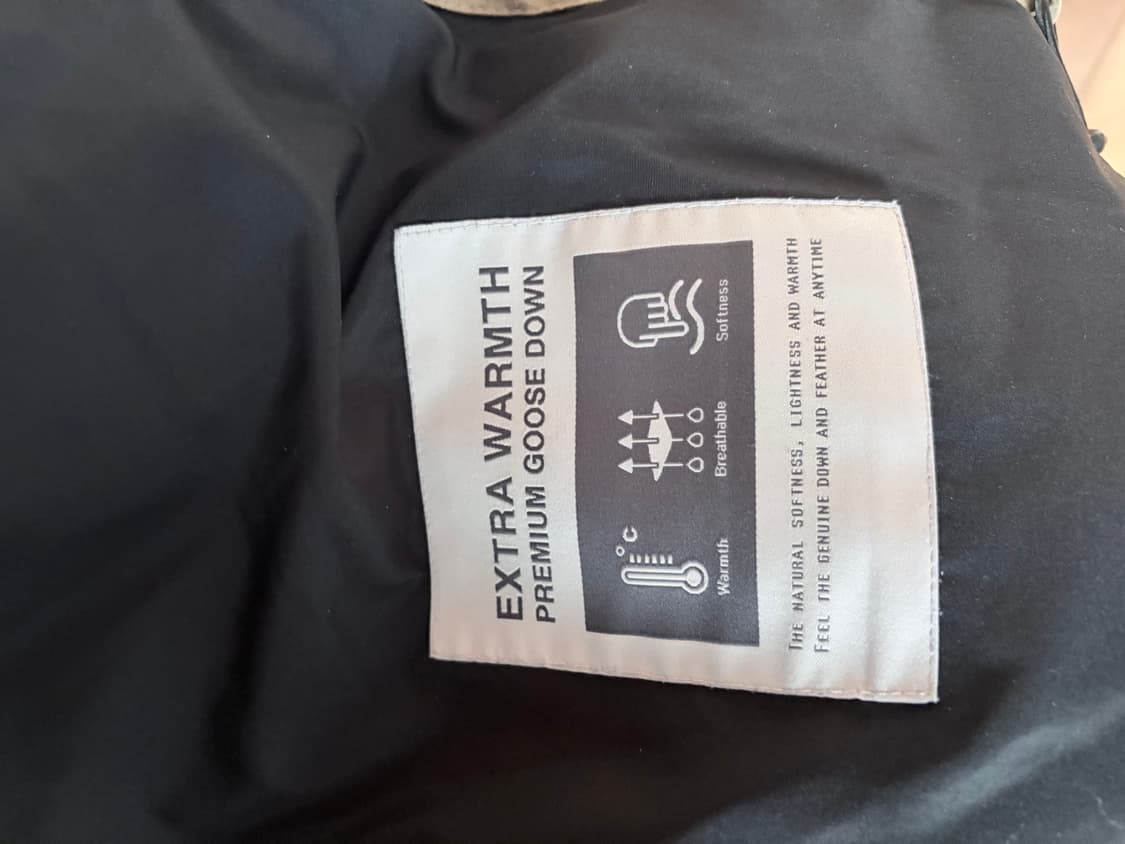 EXTRA WARMTH
PREMIUM GOOSE DOWN
°C
Warmth Breathable Softness
THE NATURAL SOFTNESS, LIGHTNESS AND WARMTH
FEEL THE GENUINE DOWN AND FEATHER AT ANYTIME